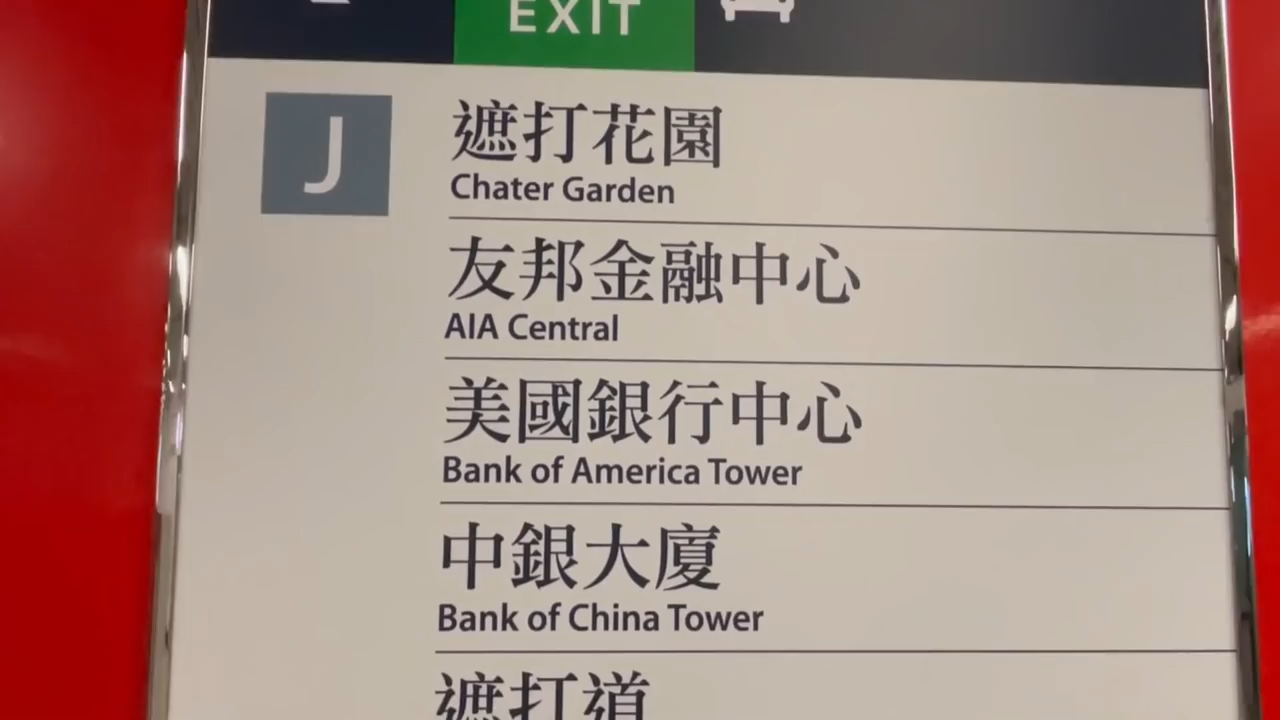 EXIT
J
遮打花園
Chater Garden
友邦金融中心
AIA Central
美國銀行中心
Bank of America Tower
中銀大廈
Bank of China Tower
遮打道